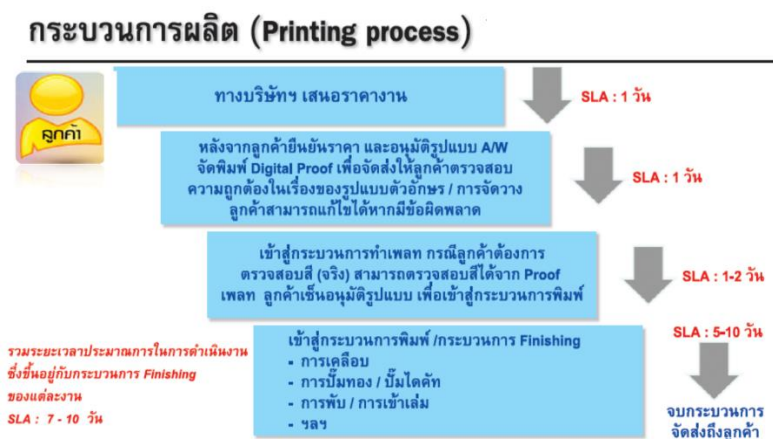 กระบวนการผลิต (Printing process)
ลูกค้า
ทางบริษัทฯ เสนอราคางาน
SLA : 1 วัน
หลังจากลูกค้ายืนยันราคา และอนุมัติรูปแบบ A/W
จัดพิมพ์ Digital Proof เพื่อจัดส่งให้ลูกค้าตรวจสอบ
ความถูกต้องในเรื่องของรูปแบบตัวอักษร / การจัดวาง
ลูกค้าสามารถแก้ไขได้หากมีข้อผิดพลาด
SLA : 1 วัน
เข้าสู่กระบวนการทำเพลท กรณีลูกค้าต้องการ
ตรวจสอบสี (จริง) สามารถตรวจสอบสีได้จาก Proof
เพลท ลูกค้าเซ็นอนุมัติรูปแบบ เพื่อเข้าสู่กระบวนการพิมพ์
SLA : 1-2 วัน
เข้าสู่กระบวนการพิมพ์ /กระบวนการ Finishing
- การเคลือบ
- การปั๊มทอง / ปั๊มไดคัท
- การพับ / การเข้าเล่ม
- ฯลฯ
SLA : 5-10 วัน
จบกระบวนการ
จัดส่งถึงลูกค้า
รวมระยะเวลาประมาณการในการดำเนินงาน
ซึ่งขึ้นอยู่กับกระบวนการ Finishing
ของแต่ละงาน
SLA : 7 - 10 วัน